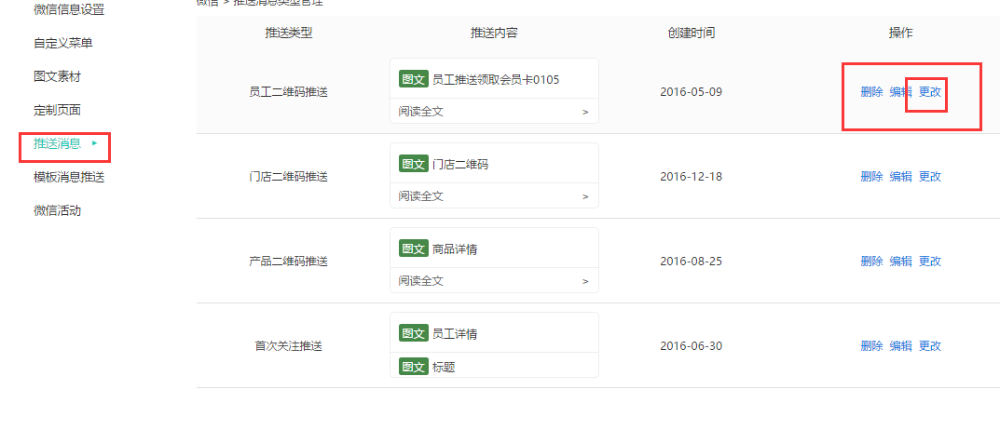 微信信息设置
自定义菜单
图文素材
定制页面
推送消息
模板消息推送
微信活动
微信 > 推送消息类型管理
推送类型 推送内容 创建时间 操作
员工二维码推送 图文 员工推送领取会员卡0105 2016-05-09 删除 编辑 更改
阅读全文 >
门店二维码推送 图文 门店二维码 2016-12-18 删除 编辑 更改
阅读全文 >
产品二维码推送 图文 商品详情 2016-08-25 删除 编辑 更改
阅读全文 >
首次关注推送 图文 员工详情 2016-06-30 删除 编辑 更改
图文 标题